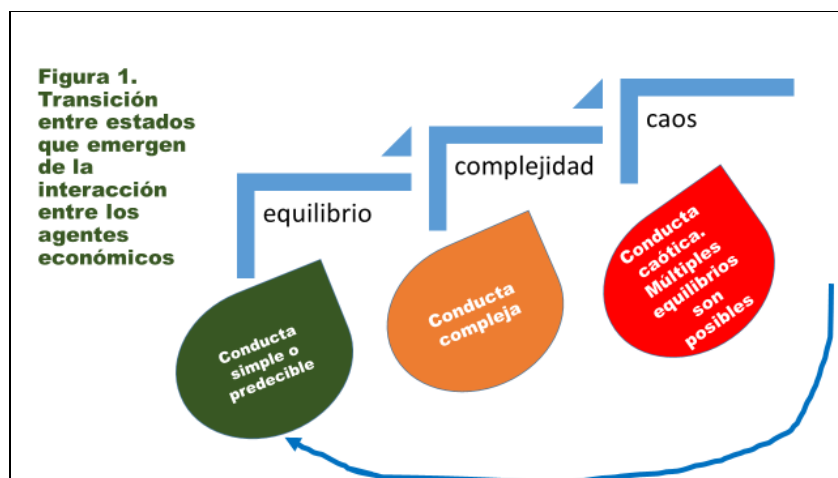 Figura 1.
Transición
entre estados
que emergen
de la
interacción
entre los
agentes
económicos
equilibrio
complejidad
caos
Conducta
simple o
predecible
Conducta
compleja
Conducta
caótica.
Múltiples
equilibrios
son
posibles